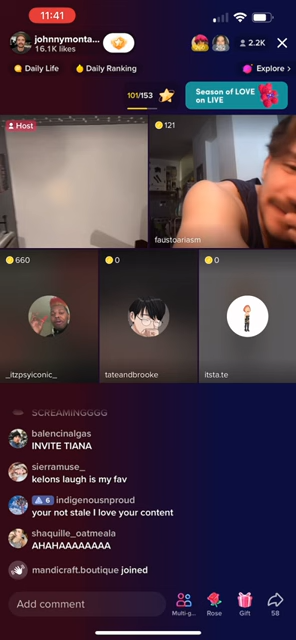 11:41
johnnymonta...
16.1K likes
2.2K
Daily Life
Daily Ranking
Explore >
101/153
Season of LOVE
on LIVE
Host
121
faustoariasm
660
0
0
_itzpsyiconic_
tateandbrooke
itsta.te
SCREAMINGGGG
balencinalgas
INVITE TIANA
sierramuse_
kelons laugh is my fav
6 indigenousnproud
your not stale I love your content
shaquille_oatmeala
AHAHAAAAAAAA
mandicraft.boutique joined
Add comment
Multi-g...
Rose
Gift
58